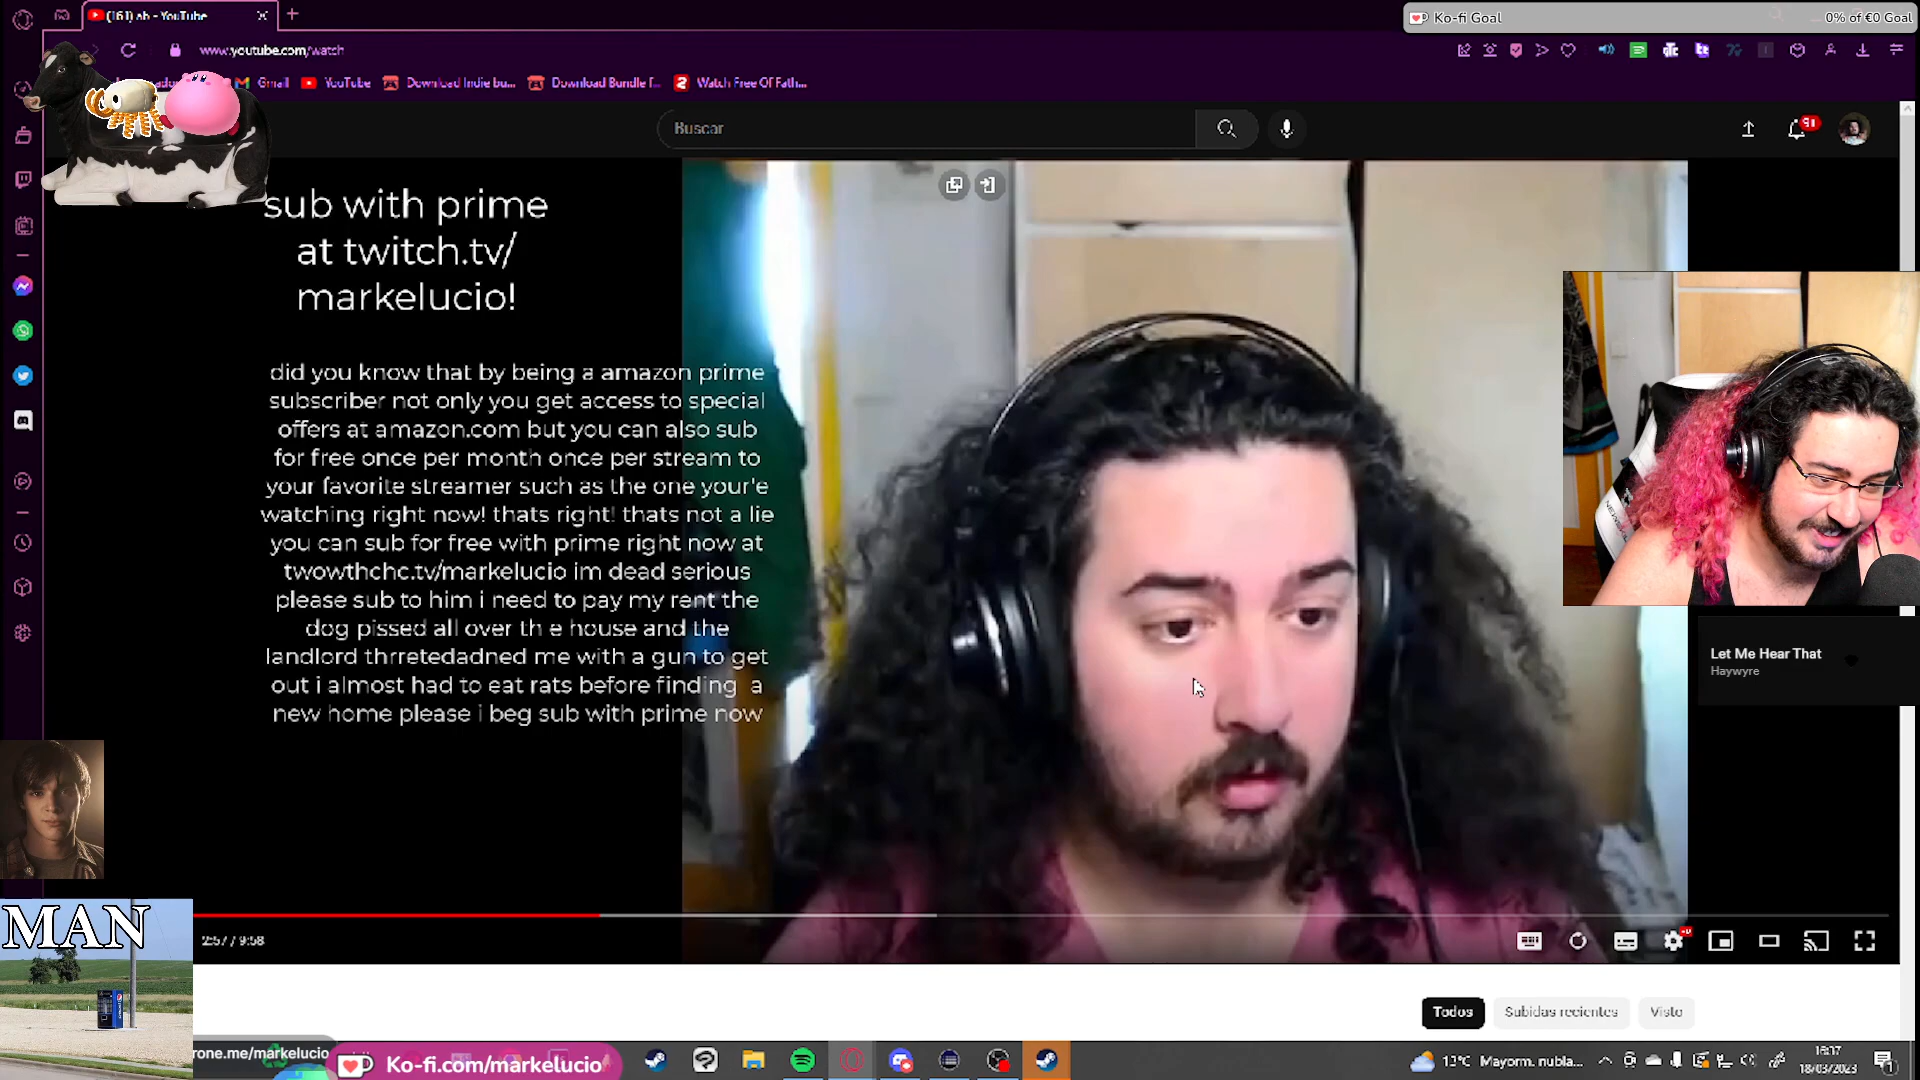 (161) ab - YouTube
Ko-fi Goal
0% of €0 Goal
www.youtube.com/watch
Gmail
YouTube
Download Indie bu...
Download Bundle f...
Watch Free Of Fath...
Buscar
sub with prime
at twitch.tv/
markelucio!
did you know that by being a amazon prime
subscriber not only you get access to special
offers at amazon.com but you can also sub
for free once per month once per stream to
your favorite streamer such as the one your'e
watching right now! thats right! thats not a lie
you can sub for free with prime right now at
twowthchc.tv/markelucio im dead serious
please sub to him i need to pay my rent the
dog pissed all over th e house and the
landlord thrretedadned me with a gun to get
out i almost had to eat rats before finding a
new home please i beg sub with prime now
Let Me Hear That
Haywyre
MAN
2:57 / 9:58
Todos
Subidas recientes
Visto
rone.me/markelucio
Ko-fi.com/markelucio
13°C Mayorm. nubla...
16:37
18/03/2023